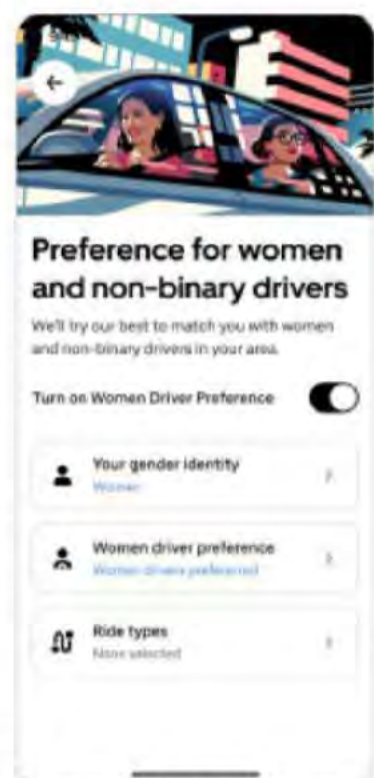 Preference for women
and non-binary drivers
We'll try our best to match you with women
and non-binary drivers in your area.
Turn on Women Driver Preference
Your gender identity
Woman
Women driver preference
Women drivers preferred
Ride types
None selected